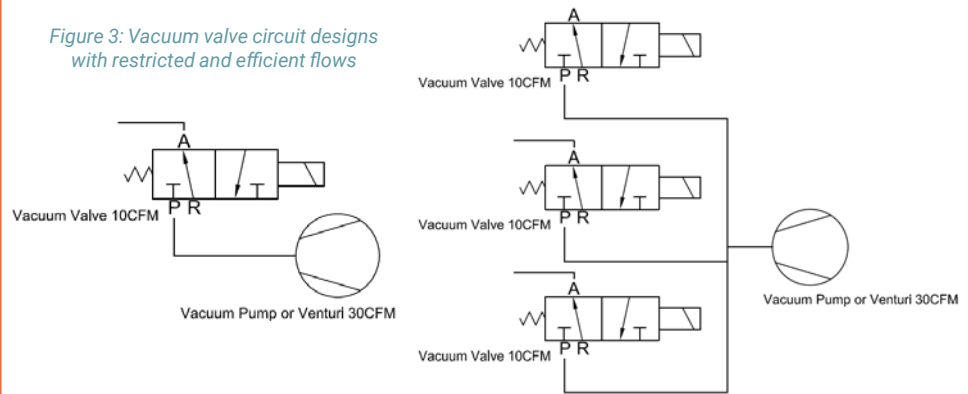 Figure 3: Vacuum valve circuit designs
with restricted and efficient flows
A
Vacuum Valve 10CFM
P R
Vacuum Pump or Venturi 30CFM
A
Vacuum Valve 10CFM
P R
A
Vacuum Valve 10CFM
P R
A
Vacuum Valve 10CFM
P R
Vacuum Pump or Venturi 30CFM